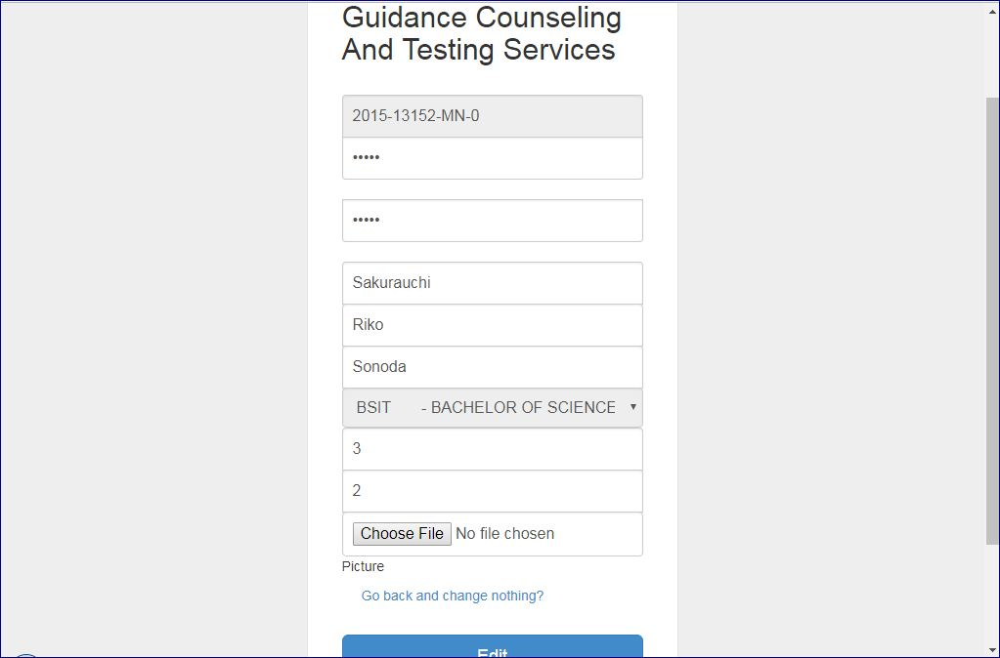 Guidance Counseling
And Testing Services
2015-13152-MN-0
•••••
•••••
Sakurauchi
Riko
Sonoda
BSIT - BACHELOR OF SCIENCE
3
2
Choose File No file chosen
Picture
Go back and change nothing?
Edit